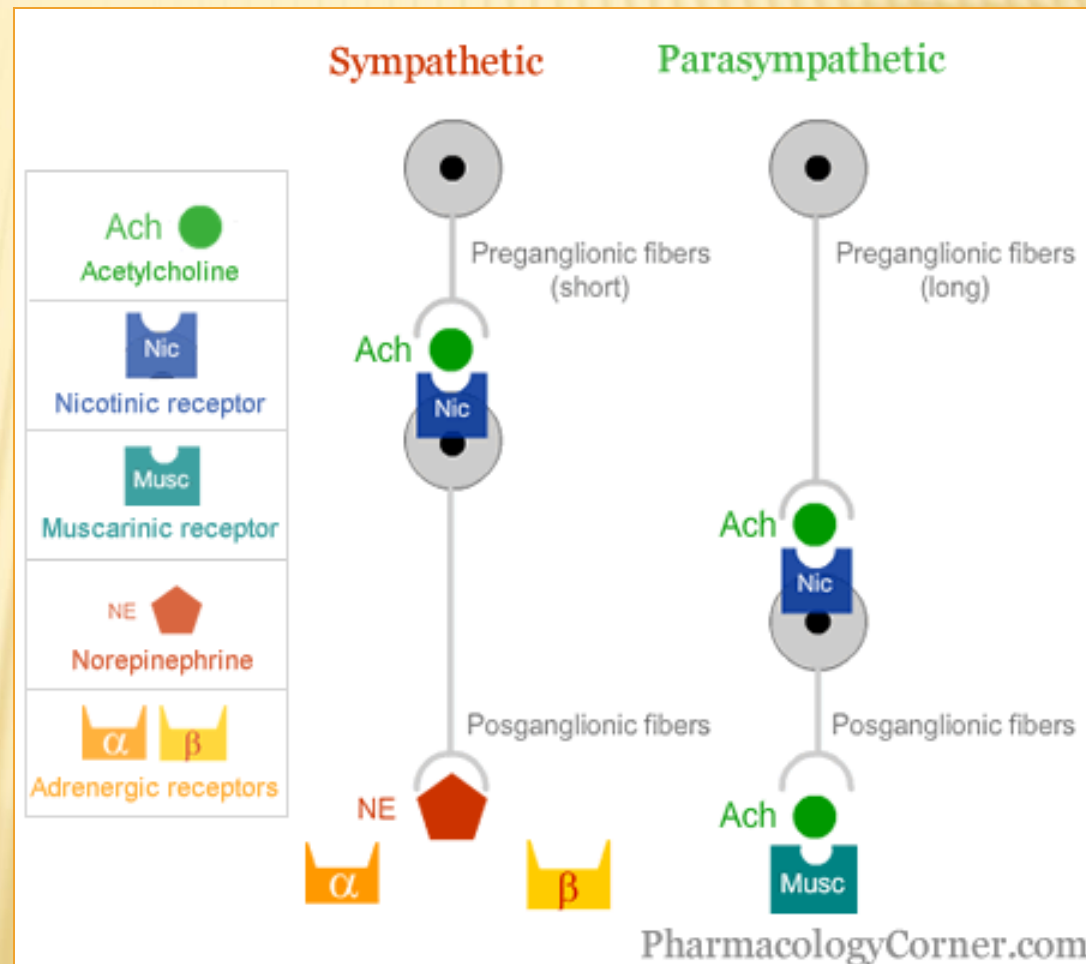 Sympathetic
Parasympathetic
Ach
Acetylcholine
Nic
Nicotinic receptor
Musc
Muscarinic receptor
NE
Norepinephrine
α β
Adrenergic receptors
Preganglionic fibers
(short)
Ach
Nic
Posganglionic fibers
NE
α
β
Preganglionic fibers
(long)
Ach
Nic
Posganglionic fibers
Ach
Musc
PharmacologyCorner.com